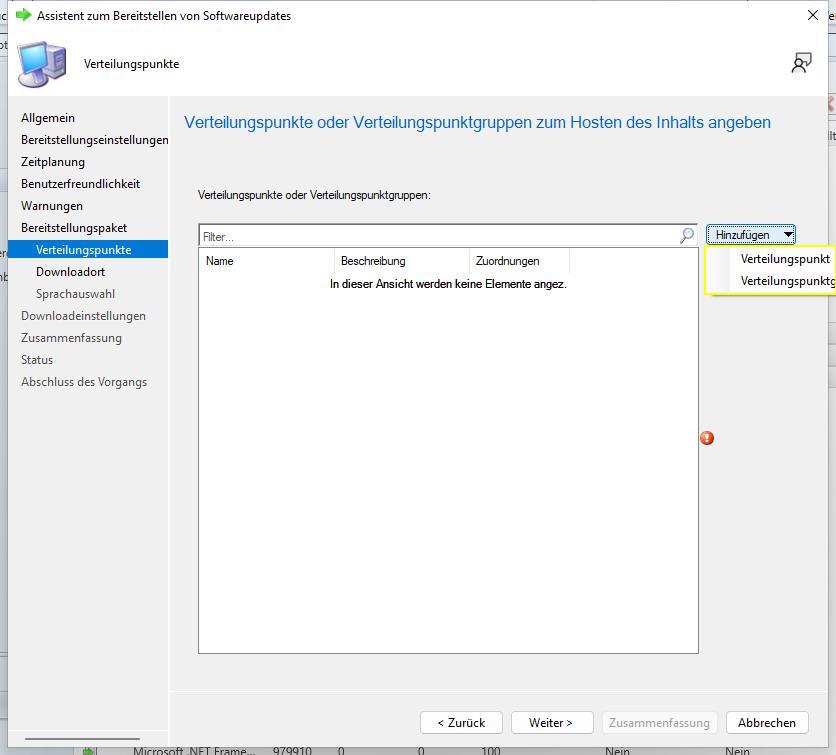 Assistent zum Bereitstellen von Softwareupdates
Verteilungspunkte
Allgemein
Bereitstellungseinstellungen
Zeitplanung
Benutzerfreundlichkeit
Warnungen
Bereitstellungspaket
Verteilungspunkte
Downloadort
Sprachauswahl
Downloadeinstellungen
Zusammenfassung
Status
Abschluss des Vorgangs
Verteilungspunkte oder Verteilungspunktgruppen zum Hosten des Inhalts angeben
Verteilungspunkte oder Verteilungspunktgruppen:
Filter...
Hinzufügen
Verteilungspunkt
Verteilungspunktg
Name Beschreibung Zuordnungen
In dieser Ansicht werden keine Elemente angez.
< Zurück Weiter > Zusammenfassung Abbrechen
Microsoft .NET Frame... 979910 0 0 100 Nein Nein